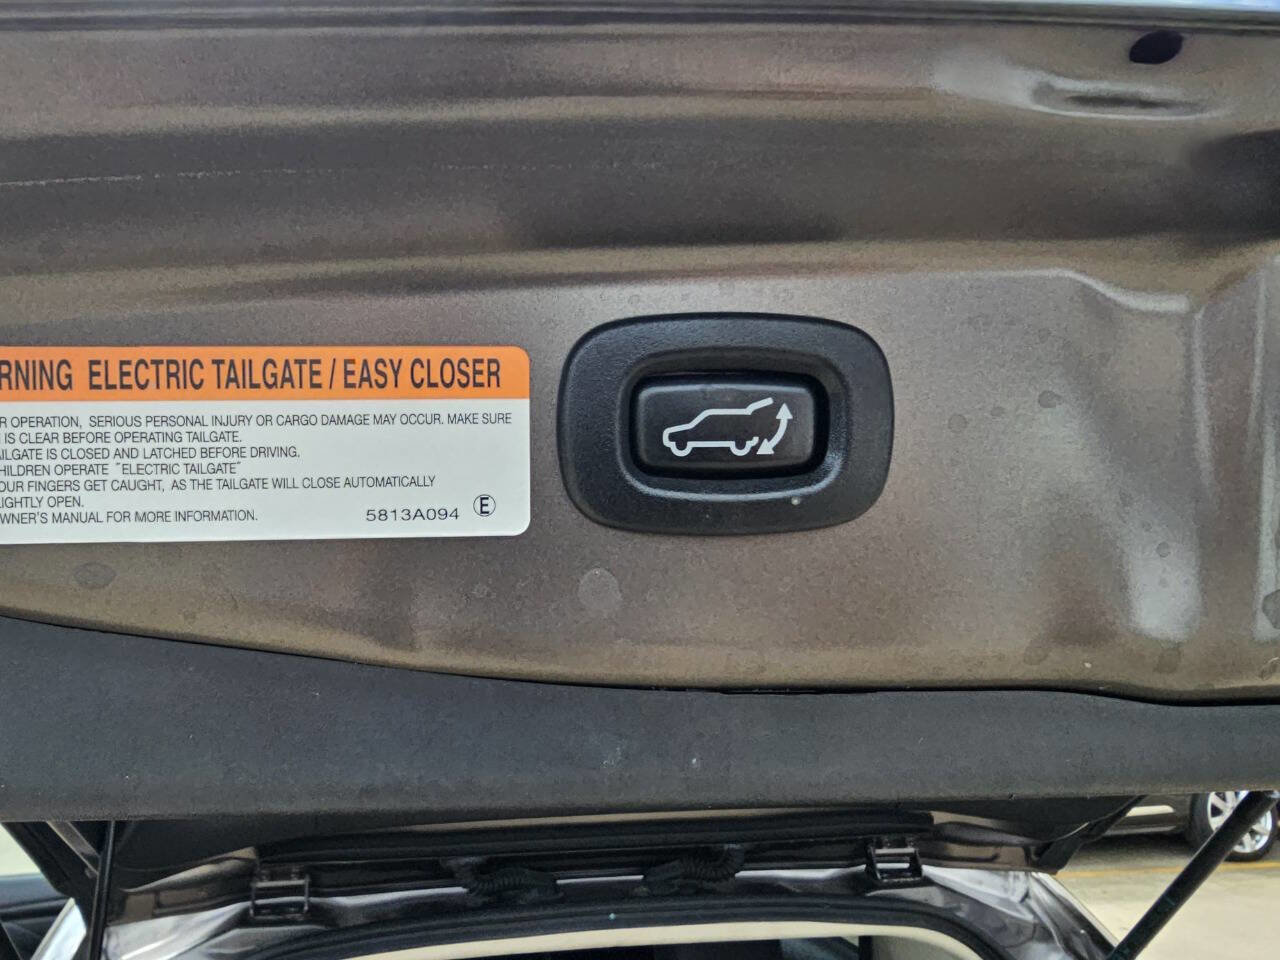 RNING ELECTRIC TAILGATE / EASY CLOSER
R OPERATION, SERIOUS PERSONAL INJURY OR CARGO DAMAGE MAY OCCUR. MAKE SURE
IS CLEAR BEFORE OPERATING TAILGATE.
AILGATE IS CLOSED AND LATCHED BEFORE DRIVING.
HILDREN OPERATE "ELECTRIC TAILGATE"
OUR FINGERS GET CAUGHT, AS THE TAILGATE WILL CLOSE AUTOMATICALLY
LIGHTLY OPEN.
WNER'S MANUAL FOR MORE INFORMATION.
5813A094 E